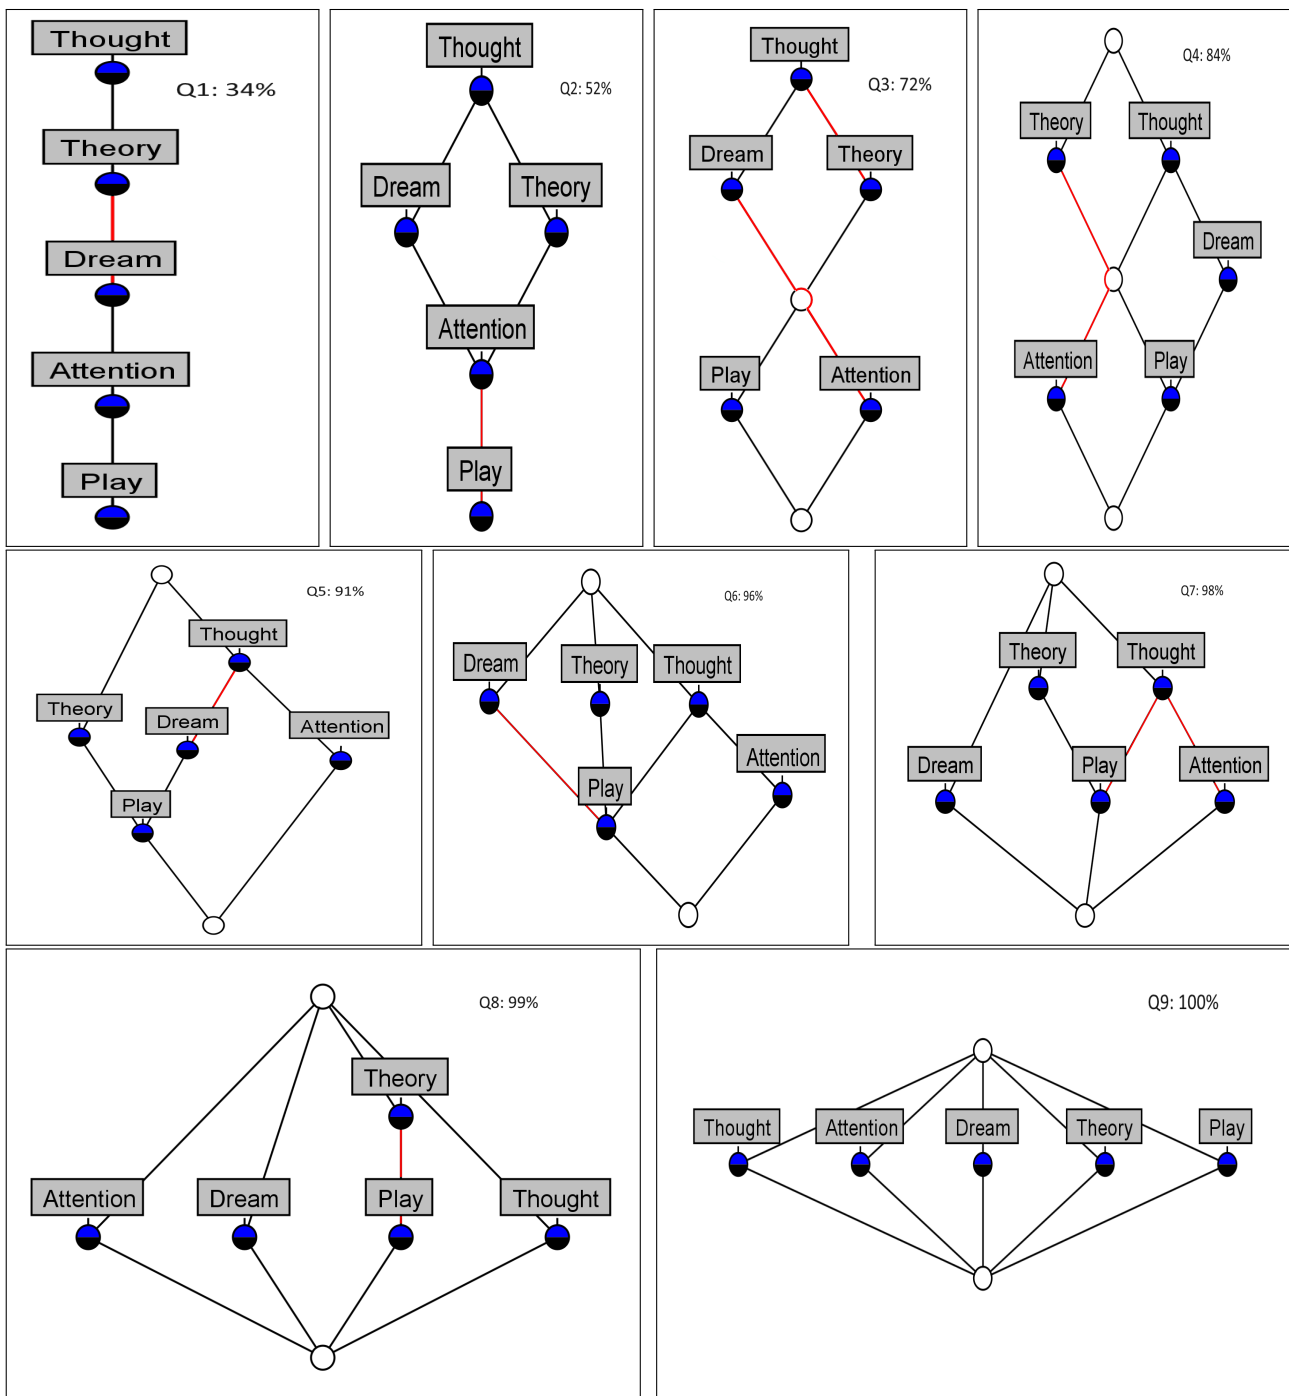 Thought
Q1: 34%
Theory
Dream
Attention
Play
Thought
Q2: 52%
Dream
Theory
Attention
Play
Thought
Q3: 72%
Dream
Theory
Play
Attention
Q4: 84%
Theory
Thought
Dream
Attention
Play
Q5: 91%
Thought
Theory
Dream
Attention
Play
Q6: 96%
Dream
Theory
Thought
Attention
Play
Q7: 98%
Theory
Thought
Dream
Play
Attention
Q8: 99%
Theory
Attention
Dream
Play
Thought
Q9: 100%
Thought
Attention
Dream
Theory
Play